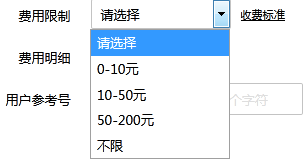 费用限制 请选择 收费标准
请选择
费用明细 0-10元
10-50元
用户参考号 个字符
50-200元
不限